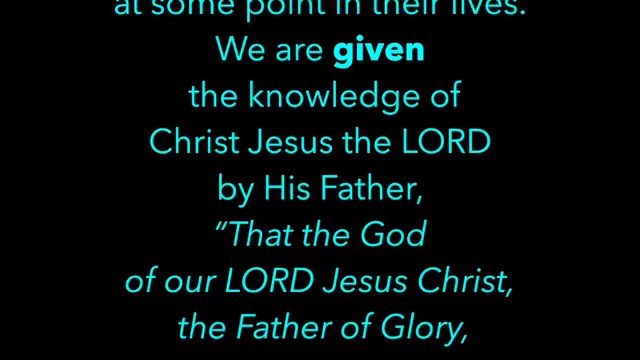 at some point in their lives.
We are given
the knowledge of
Christ Jesus the LORD
by His Father,
“That the God
of our LORD Jesus Christ,
the Father of Glory,